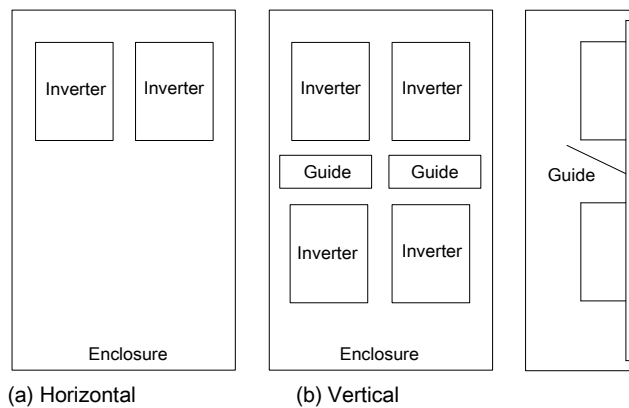 Inverter Inverter
Enclosure
(a) Horizontal
Inverter Inverter
Guide Guide
Inverter Inverter
Enclosure
(b) Vertical
Guide